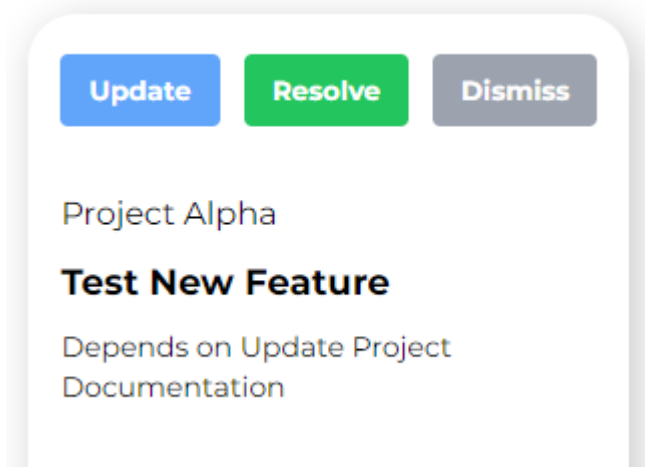 Update Resolve Dismiss
Project Alpha
Test New Feature
Depends on Update Project
Documentation